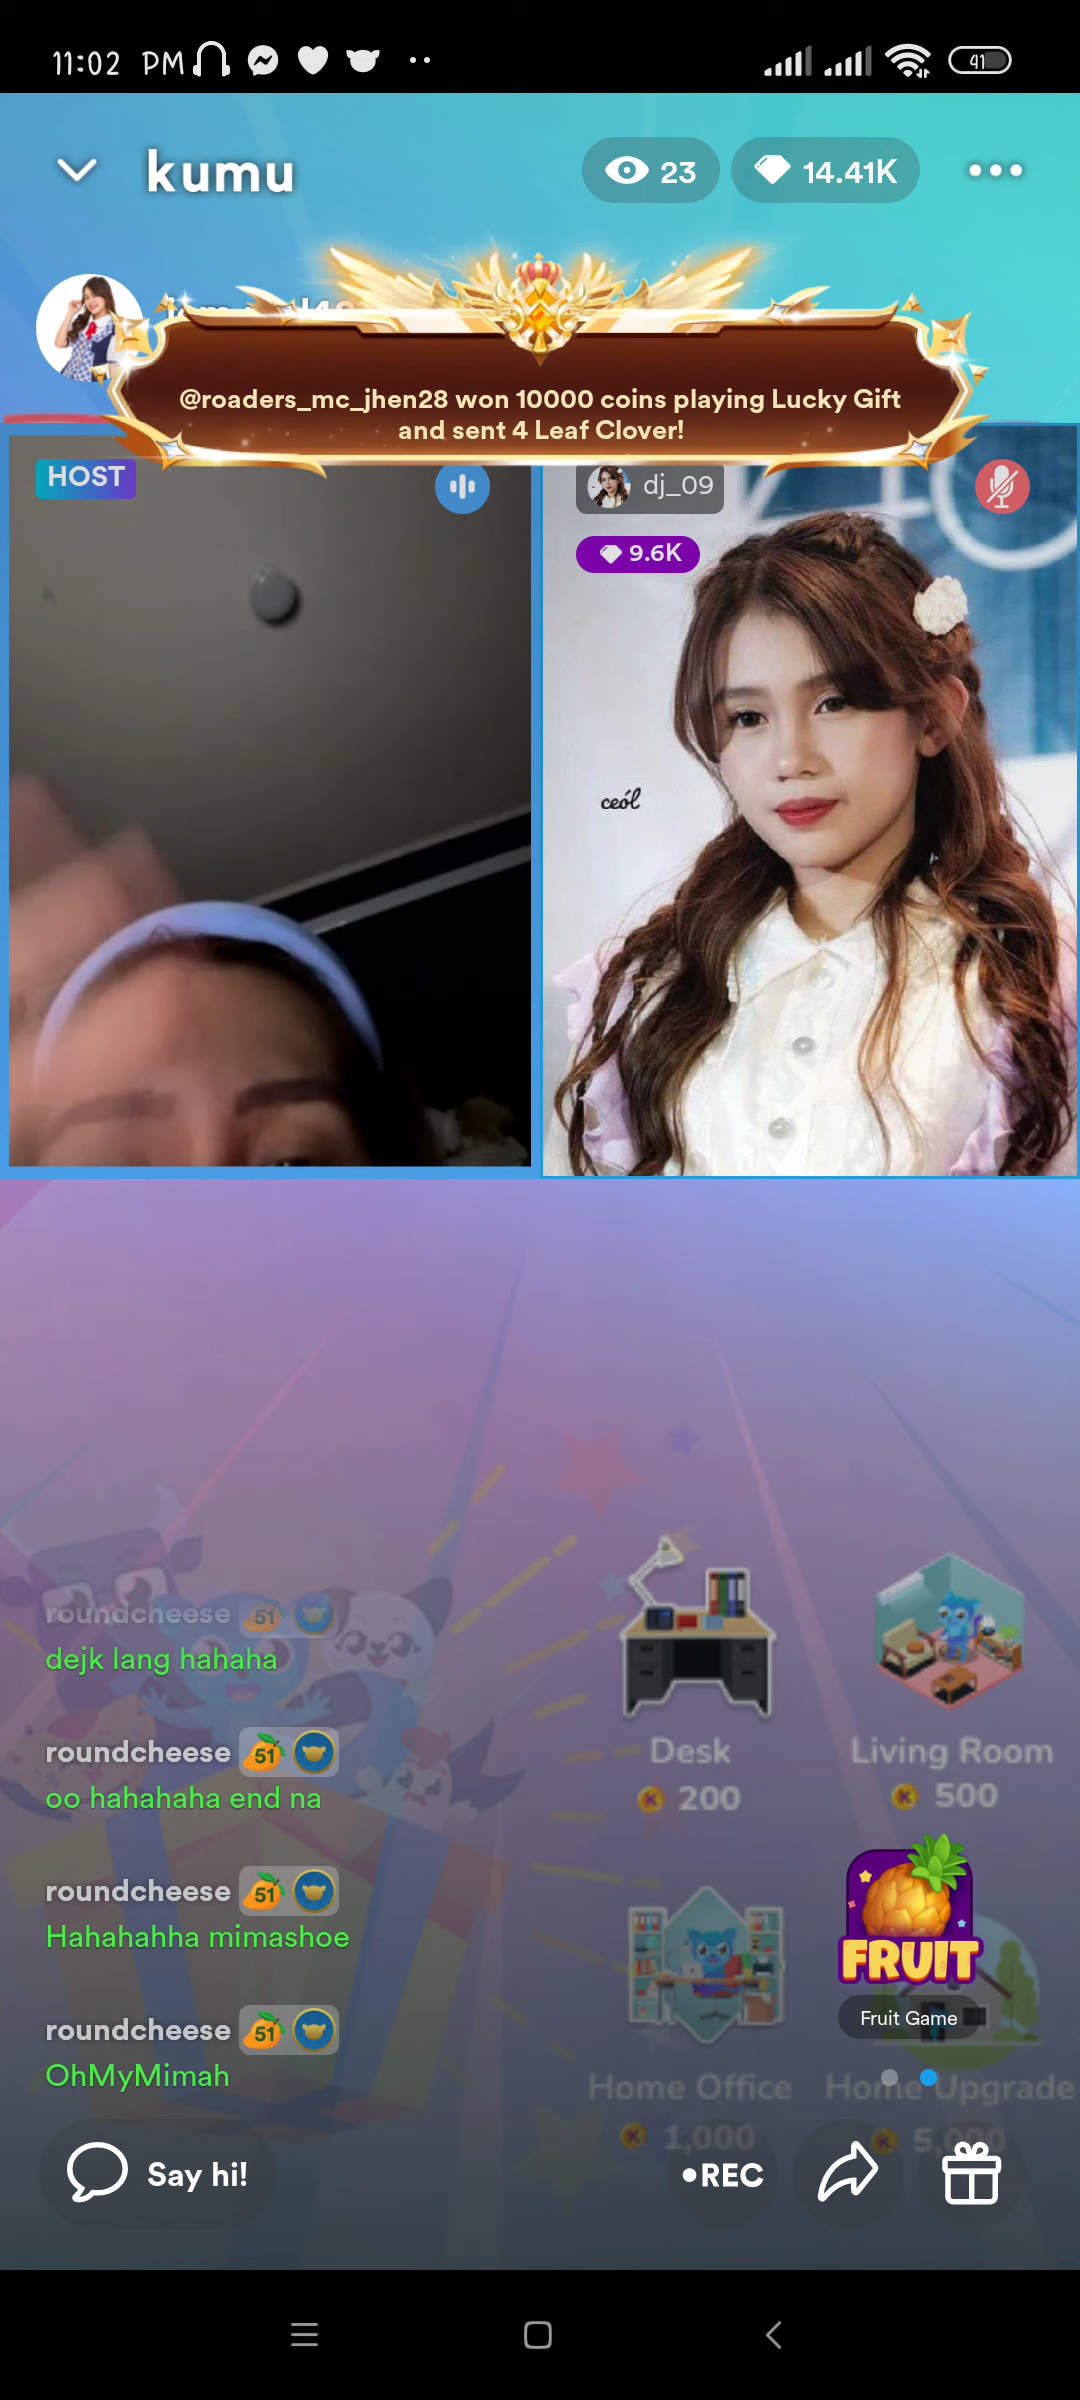 11:02 PM
41
kumu
23
14.41K
@roaders_mc_jhen28 won 10000 coins playing Lucky Gift
and sent 4 Leaf Clover!
HOST
dj_09
9.6K
ceól
roundcheese 51
dejk lang hahaha
roundcheese 51
oo hahahaha end na
roundcheese 51
Hahahahha mimashoe
roundcheese 51
OhMyMimah
Desk
200
Living Room
500
FRUIT
Fruit Game
Home Office
1,000
Home Upgrade
5,000
Say hi!
REC